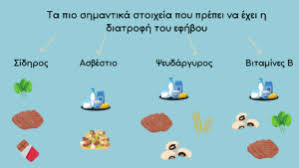 Τα πιο σημαντικά στοιχεία που πρέπει να έχει η
διατροφή του εφήβου
Σίδηρος Ασβέστιο Ψευδάργυρος Βιταμίνες Β